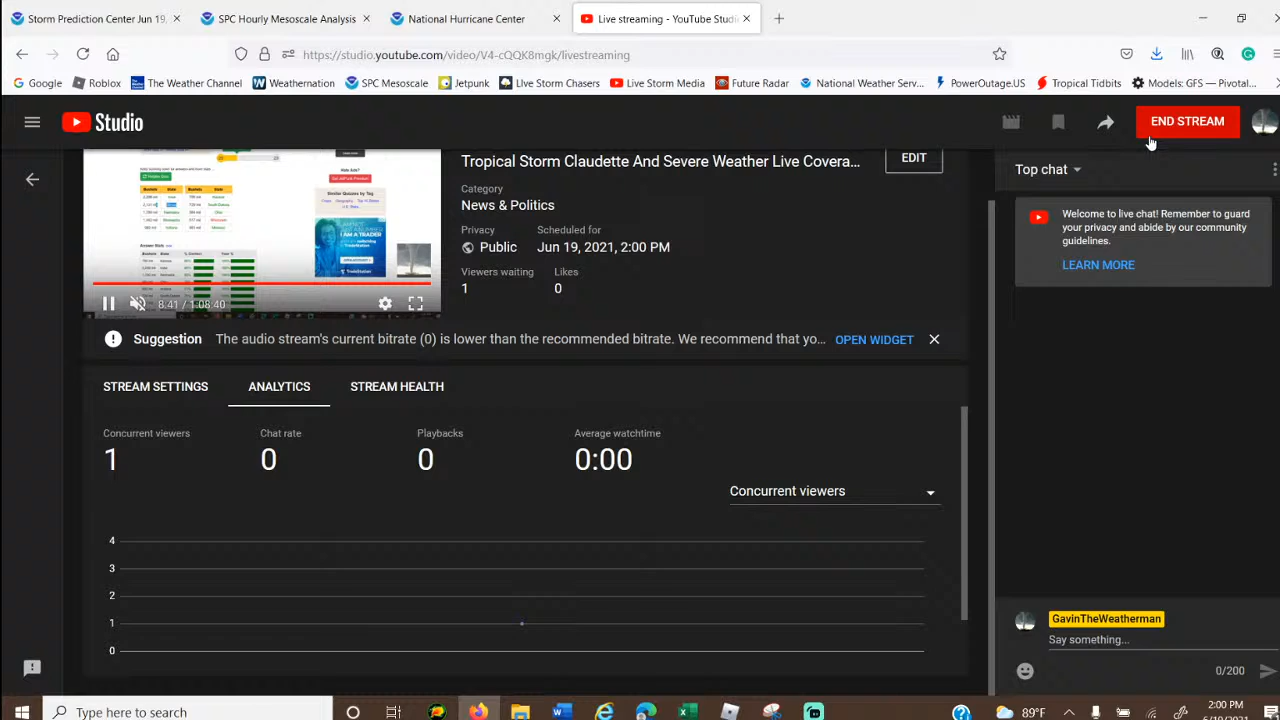 Storm Prediction Center Jun 19,
SPC Hourly Mesoscale Analysis
National Hurricane Center
Live streaming - YouTube Studi
https://studio.youtube.com/video/V4-cQQK8mgk/livestreaming
Google
Roblox
The Weather Channel
Weathernation
SPC Mesoscale
Jetpunk
Live Storm Chasers
Live Storm Media
Future Radar
National Weather Serv...
PowerOutage.US
Tropical Tidbits
Models: GFS — Pivotal...
Studio
END STREAM
Tropical Storm Claudette and Severe Weather Live Covera
Category
News & Politics
Privacy
Scheduled for
Public
Jun 19, 2021, 2:00 PM
Waiting
Likes
0
8:41 / 1:08:40
p chat
Welcome to live chat! Remember to guard
your privacy and abide by our community
guidelines.
LEARN MORE
Suggestion
The audio stream's current bitrate (0) is lower than the recommended bitrate. We recommend that yo...
OPEN WIDGET
STREAM SETTINGS
ANALYTICS
STREAM HEALTH
Concurrent viewers
Chat rate
Playbacks
Average watchtime
1
0
0
0:00
Concurrent viewers
4
3
2
1
0
GavinTheWeatherman
Say something...
0/200
Type here to search
89°F
2:00 PM